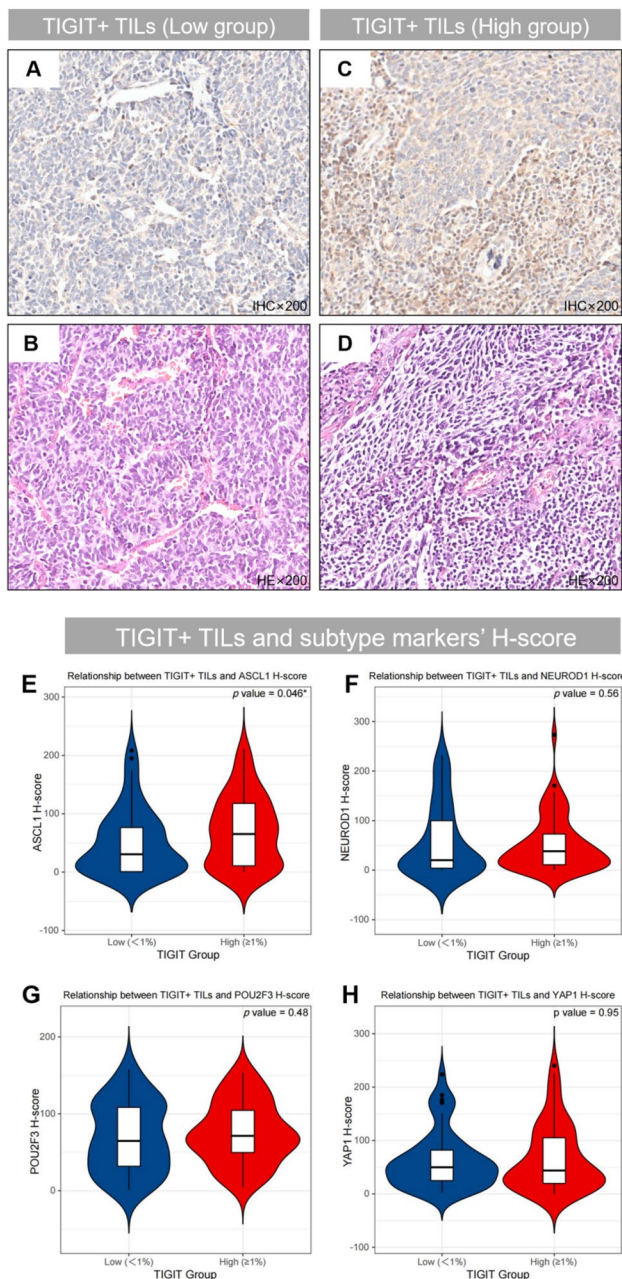 TIGIT+ TILs (Low group)
TIGIT+ TILs (High group)
A
IHC×200
C
IHC×200
B
HE×200
D
HE×200
TIGIT+ TILs and subtype markers' H-score
E
Relationship between TIGIT+ TILs and ASCL1 H-score
p value = 0.046*
ASCL1 H-score
300
200
100
0
-100
Low (<1%)
High (≥1%)
TIGIT Group
F
Relationship between TIGIT+ TILs and NEUROD1 H-score
p value = 0.56
NEUROD1 H-score
300
200
100
0
-100
Low (<1%)
High (≥1%)
TIGIT Group
G
Relationship between TIGIT+ TILs and POU2F3 H-score
p value = 0.48
POU2F3 H-score
200
100
0
Low (<1%)
High (≥1%)
TIGIT Group
H
Relationship between TIGIT+ TILs and YAP1 H-score
p value = 0.95
YAP1 H-score
300
200
100
0
-100
Low (<1%)
High (≥1%)
TIGIT Group